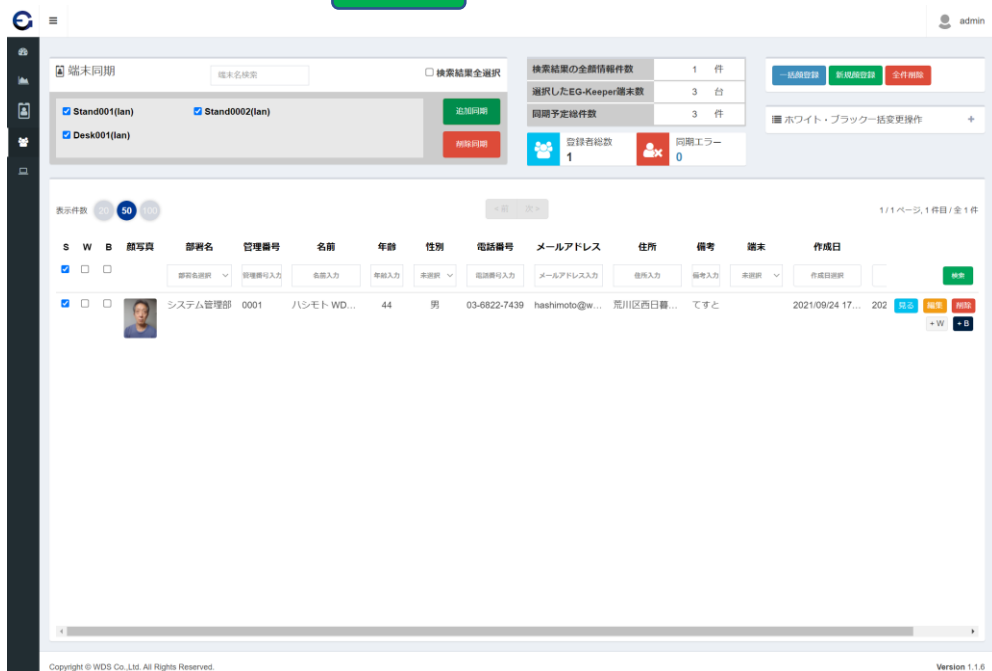 admin
端末同期
端末名検索
検索結果全選択
Stand001(lan)
Stand0002(lan)
Desk001(lan)
追加同期
削除同期
検索結果の全顔情報件数 1 件
選択したEG-Keeper端末数 3 台
同期予定総件数 3 件
登録者総数
1
同期エラー
0
一括顔登録 新規顔登録 全件削除
ホワイト・ブラック一括変更操作 +
表示件数 20 50 100
< 前 次 >
1 / 1 ページ, 1 件目 / 全 1 件
S W B 顔写真 部署名 管理番号 名前 年齢 性別 電話番号 メールアドレス 住所 備考 端末 作成日
部署名選択 管理番号入力 名前入力 年齢入力 未選択 電話番号入力 メールアドレス入力 住所入力 備考入力 未選択 作成日選択 検索
システム管理部 0001 ハシモト WD... 44 男 03-6822-7439 hashimoto@w... 荒川区西日暮... てすと 2021/09/24 17... 202 見る 編集 削除
+ W + B
Copyright © WDS Co.,Ltd. All Rights Reserved.
Version 1.1.6